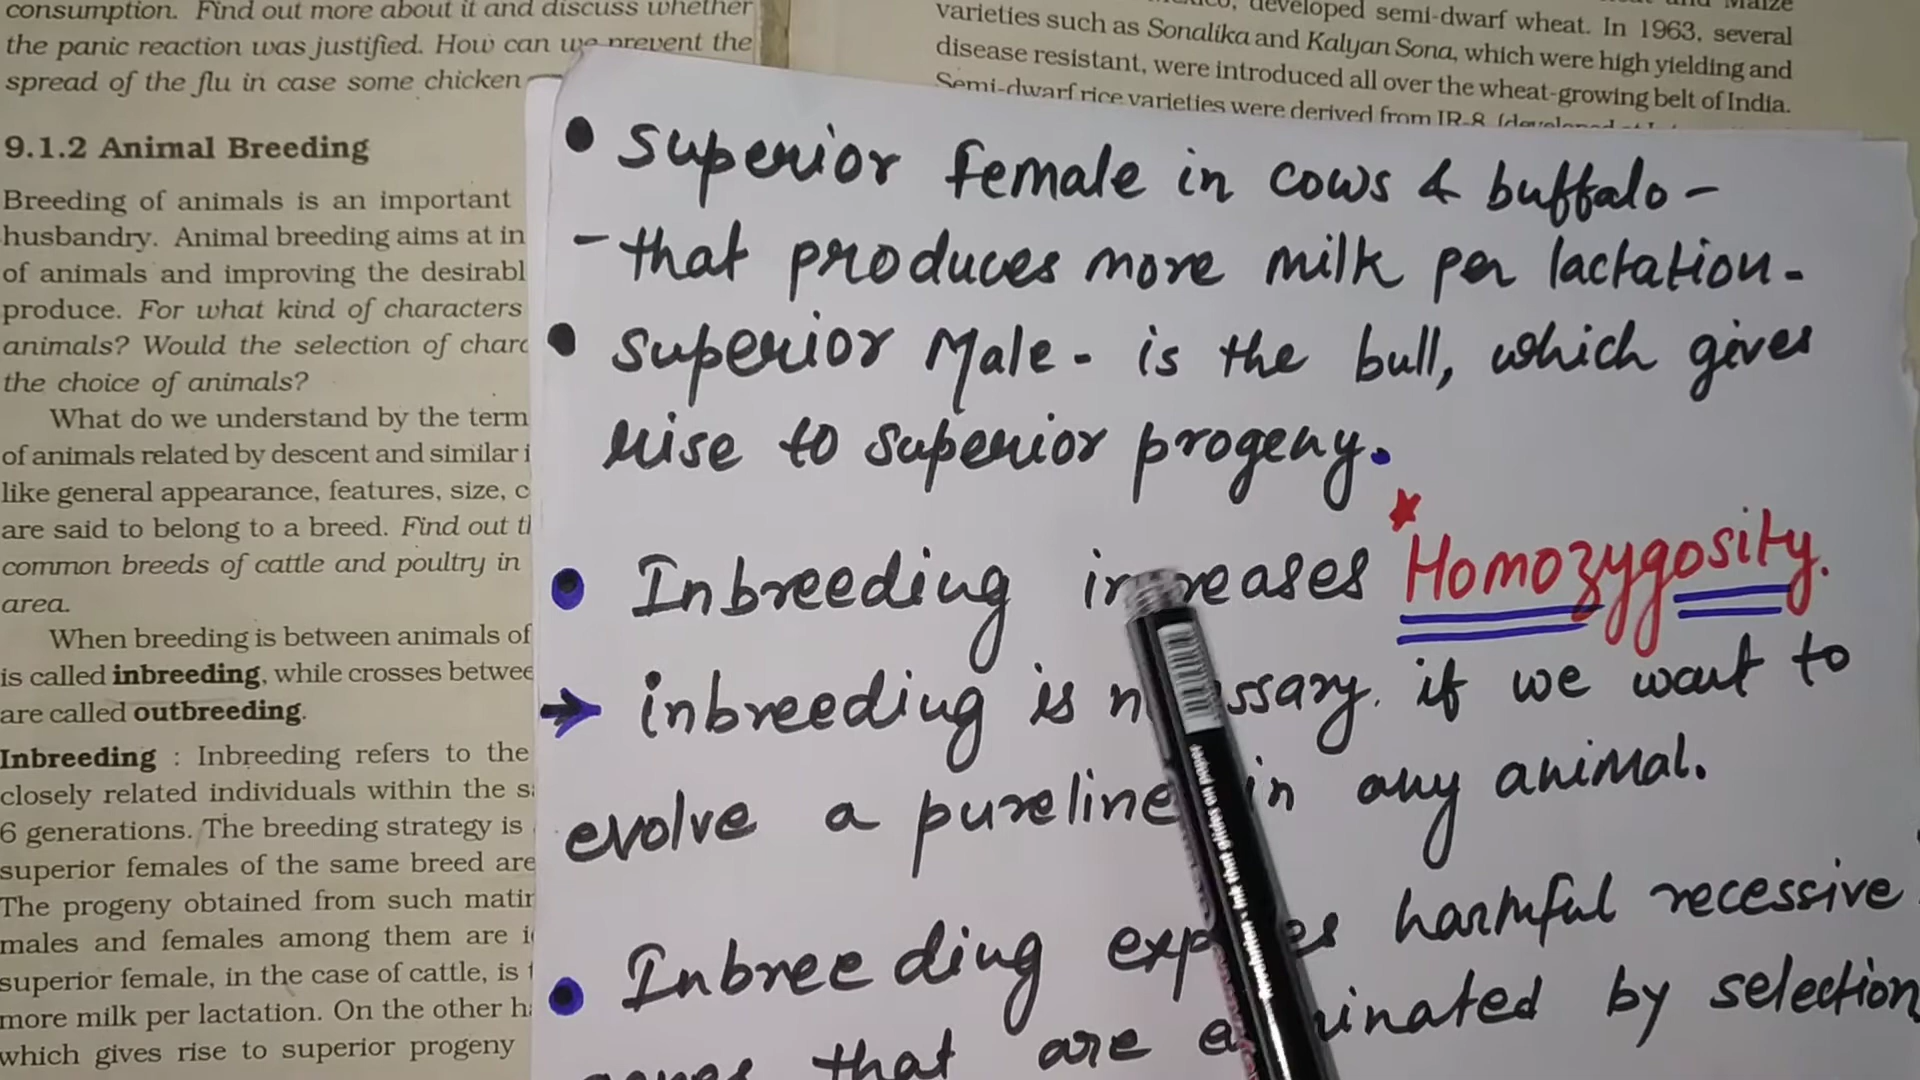 consumption. Find out more about it and discuss whether
the panic reaction was justified. How can we prevent the
spread of the flu in case some chicken
9.1.2 Animal Breeding
Breeding of animals is an important
husbandry. Animal breeding aims at in
of animals and improving the desirabl
produce. For what kind of characters
animals? Would the selection of chara
the choice of animals?
What do we understand by the term
of animals related by descent and similar i
like general appearance, features, size, c
are said to belong to a breed. Find out t
common breeds of cattle and poultry in
area.
When breeding is between animals of
is called inbreeding, while crosses betwee
are called outbreeding.
Inbreeding : Inbreeding refers to the
closely related individuals within the s
6 generations. The breeding strategy is
superior females of the same breed are
The progeny obtained from such matin
males and females among them are i
superior female, in the case of cattle, is
more milk per lactation. On the other h
which gives rise to superior progeny
developed semi-dwarf wheat. In 1963, several
varieties such as Sonalika and Kalyan Sona, which were high yielding and
disease resistant, were introduced all over the wheat-growing belt of India.
Semi-dwarf rice varieties were derived from IR-8, (developed at
• Superior female in cows & buffalo -
- that produces more milk per lactation.
• Superior Male - is the bull, which gives
rise to superior progeny.
• Inbreeding increases *Homozygosity.
→ inbreeding is necessary. if we want to
evolve a pureline in any animal.
• Inbreeding exposes harmful recessive
genes that are eliminated by selection